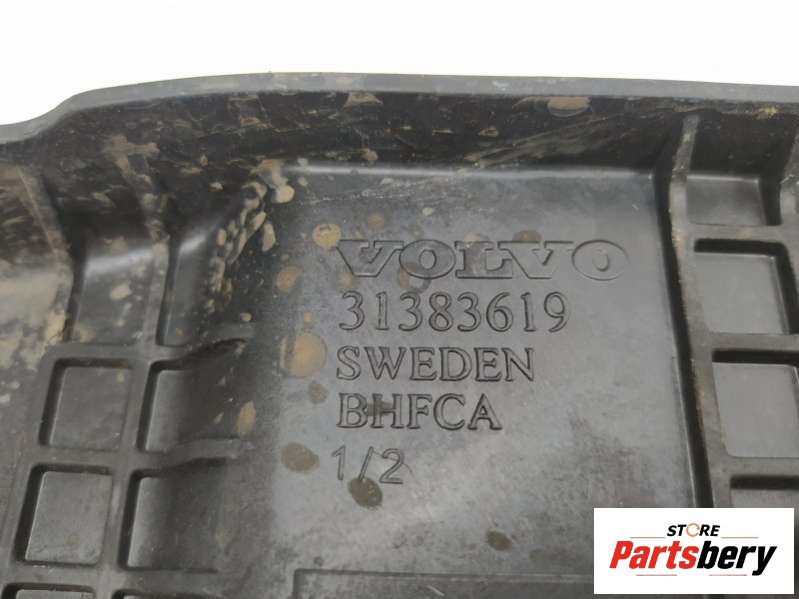 VOLVO
31383619
SWEDEN
BHFCA
1/2
STORE
Partsbery